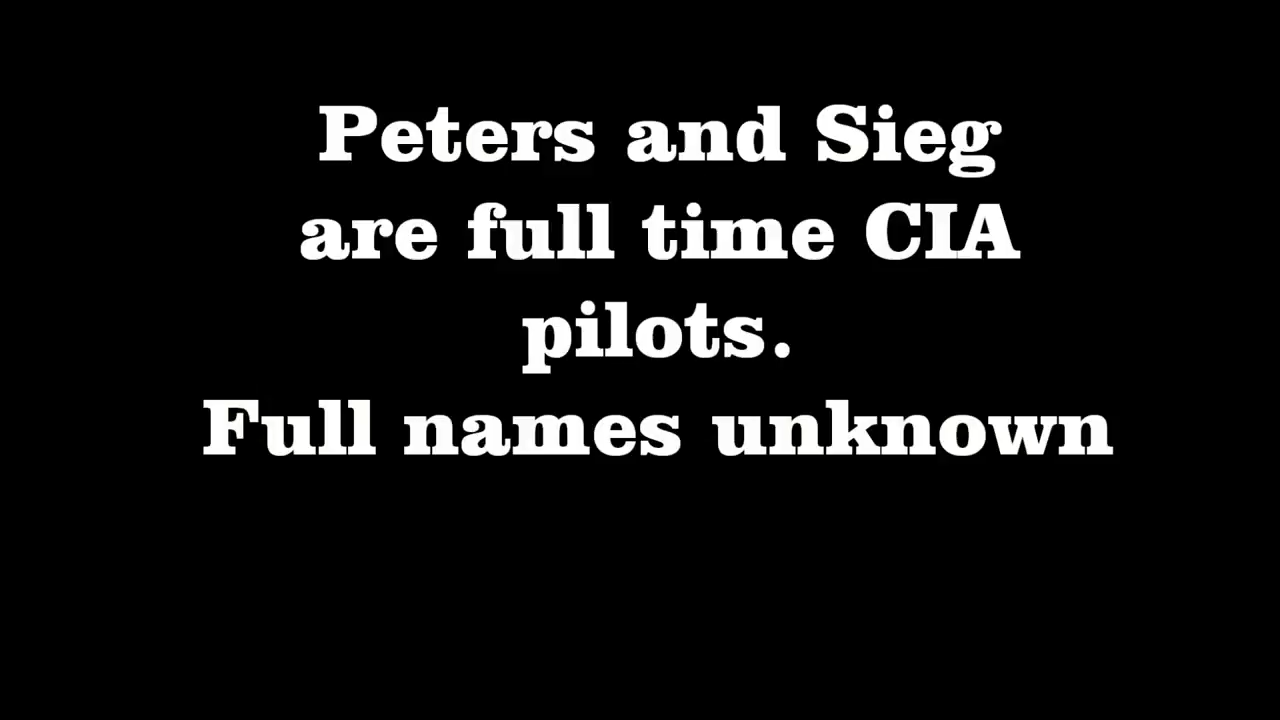 Peters and Sieg
are full time CIA
pilots.
Full names unknown